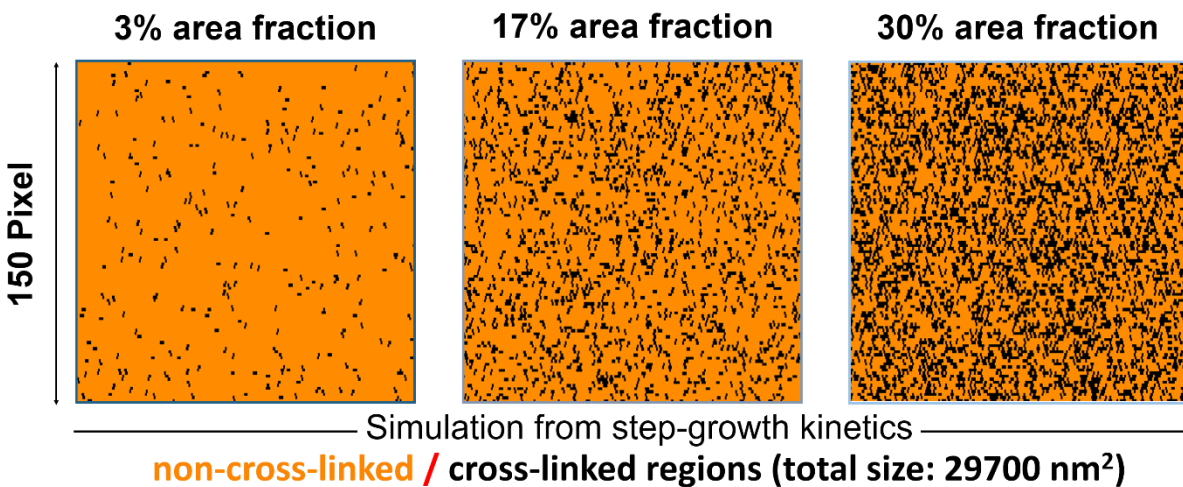 3% area fraction
17% area fraction
30% area fraction
150 Pixel
Simulation from step-growth kinetics
non-cross-linked / cross-linked regions (total size: 29700 nm²)